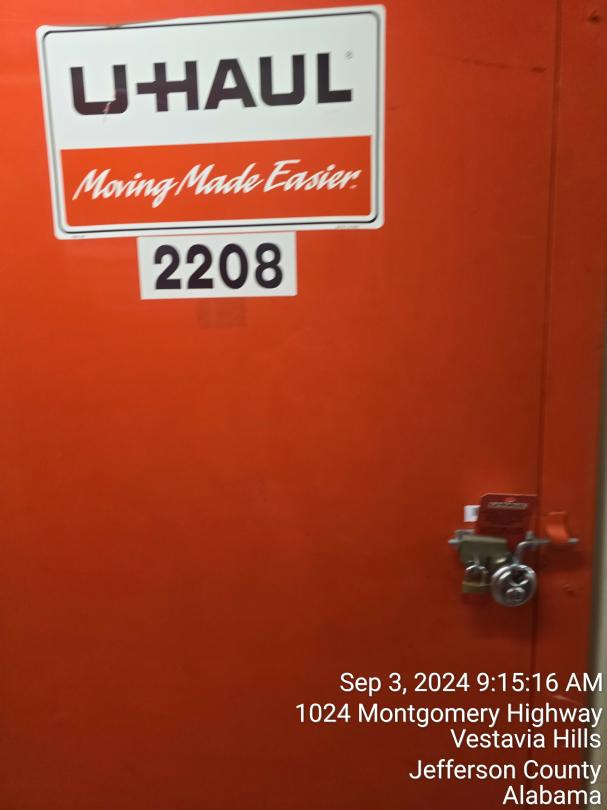 U-HAUL®
Moving Made Easier.
2208
Sep 3, 2024 9:15:16 AM
1024 Montgomery Highway
Vestavia Hills
Jefferson County
Alabama